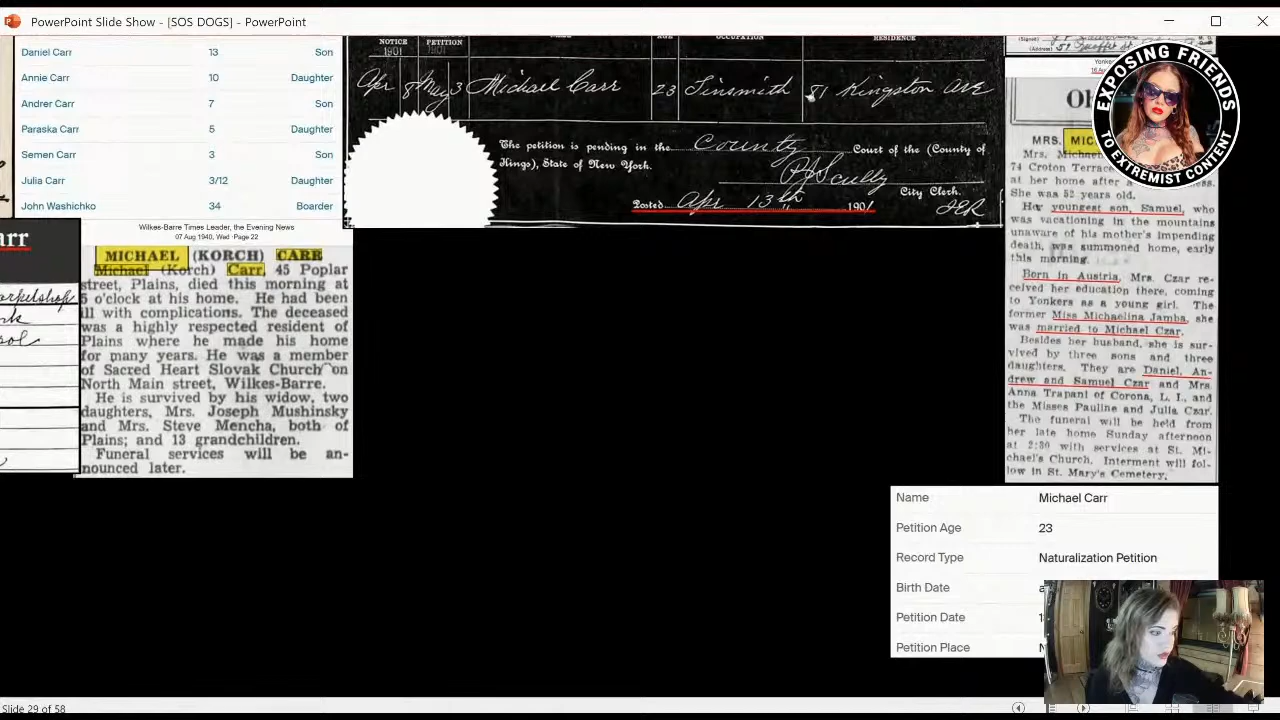 PowerPoint Slide Show - [SOS DOGS] - PowerPoint
Daniel Carr 13 Son
Annie Carr 10 Daughter
Andrer Carr 7 Son
Paraska Carr 5 Daughter
Semen Carr 3 Son
Julia Carr 3/12 Daughter
John Washichko 34 Boarder
arr
Wilkes-Barre Times Leader, the Evening News
07 Aug 1940, Wed · Page 22
MICHAEL (KORCH) CARR
Michael (Korch) Carr, 45 Poplar
street, Plains, died this morning at
5 o'clock at his home. He had been
ill with complications. The deceased
was a highly respected resident of
Plains where he made his home
for many years. He was a member
of Sacred Heart Slovak Church on
North Main street, Wilkes-Barre.
He is survived by his widow, two
daughters, Mrs. Joseph Mushinsky
and Mrs. Steve Mencha, both of
Plains; and 13 grandchildren.
Funeral services will be an-
nounced later.
NOTICE PETITION OCCUPATION RESIDENCE
1901 1901
Apr 8 May 3 Michael Carr 23 Tinsmith 81 Kingston Ave
The petition is pending in the County Court of the (County of
Kings), State of New York.
P J Scully
City Clerk.
Posted Apr 13th 1901
EXPOSING FRIENDS
TO EXTREMIST CONTENT
MRS. MIC
Mrs. Michael
74 Croton Terrace
at her home after a
She was 52 years old.
Her youngest son, Samuel, who
was vacationing in the mountains
unaware of his mother's impending
death, was summoned home, early
this morning.
Born in Austria, Mrs. Czar re-
ceived her education there, coming
to Yonkers as a young girl. The
former Miss Michaelina Jamba, she
was married to Michael Czar.
Besides her husband, she is sur-
vived by three sons and three
daughters. They are Daniel, An-
drew and Samuel Czar and Mrs.
Anna Trapani of Corona, L. I., and
the Misses Pauline and Julia Czar.
The funeral will be held from
her late home Sunday afternoon
at 2:30 with services at St. Mi-
chael's Church. Interment will fol-
low in St. Mary's Cemetery.
Name Michael Carr
Petition Age 23
Record Type Naturalization Petition
Birth Date
Petition Date
Petition Place
Slide 29 of 58